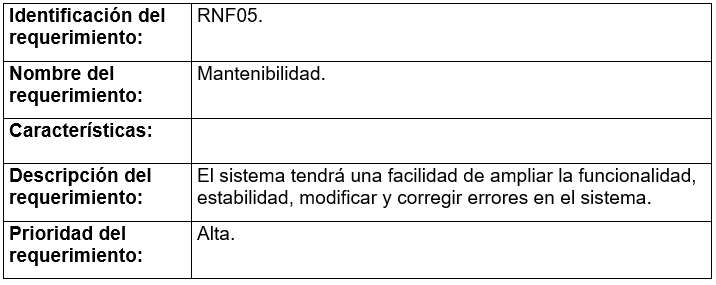 Identificación del requerimiento: RNF05.
Nombre del requerimiento: Mantenibilidad.
Características:
Descripción del requerimiento: El sistema tendrá una facilidad de ampliar la funcionalidad, estabilidad, modificar y corregir errores en el sistema.
Prioridad del requerimiento: Alta.